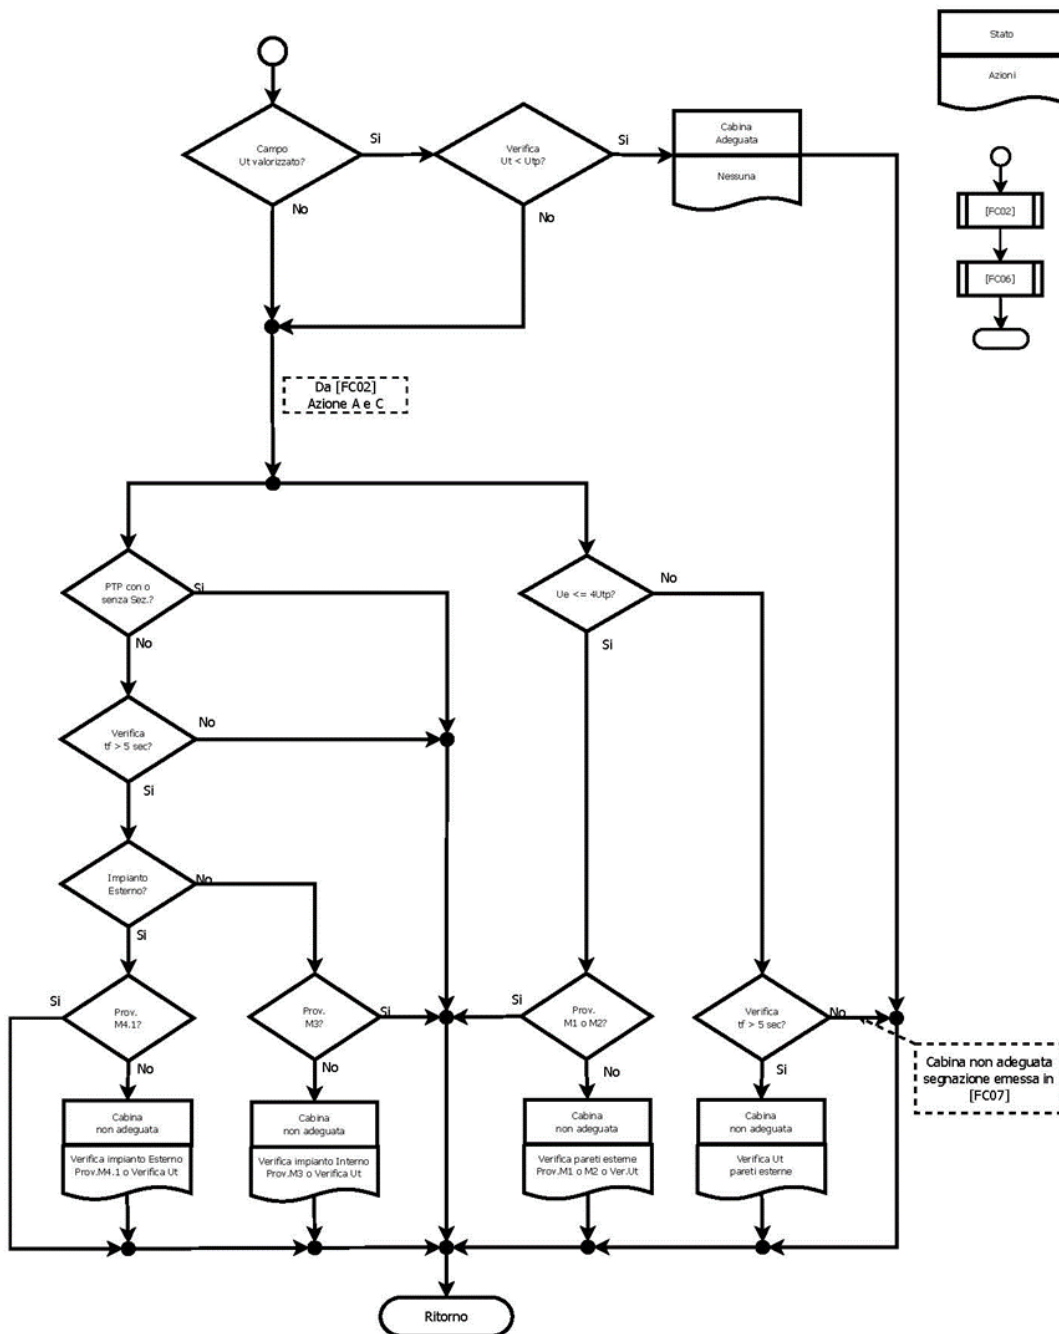 Stato
Azioni
Campo
Ut valorizzato?
Si
Verifica
Ut < Utp?
Si
Cabina
Adeguata
Nessuna
No
No
[FC02]
[FC06]
Da [FC02]
Azione A e C
PTP con o
senza Sez.?
Si
No
Ue <= 4Utp?
No
Si
Verifica
tf > 5 sec?
No
Si
Impianto
Esterno?
No
Si
Si
Prov.
M4.1?
No
Prov.
M3?
Si
No
Si
Prov.
M1 o M2?
No
Verifica
tf > 5 sec?
No
Si
Cabina non adeguata
segnazione emessa in
[FC07]
Cabina
non adeguata
Verifica impianto Esterno
Prov.M4.1 o Verifica Ut
Cabina
non adeguata
Verifica impianto Interno
Prov.M3 o Verifica Ut
Cabina
non adeguata
Verifica pareti esterne
Prov.M1 o M2 o Ver.Ut
Cabina
non adeguata
Verifica Ut
pareti esterne
Ritorno